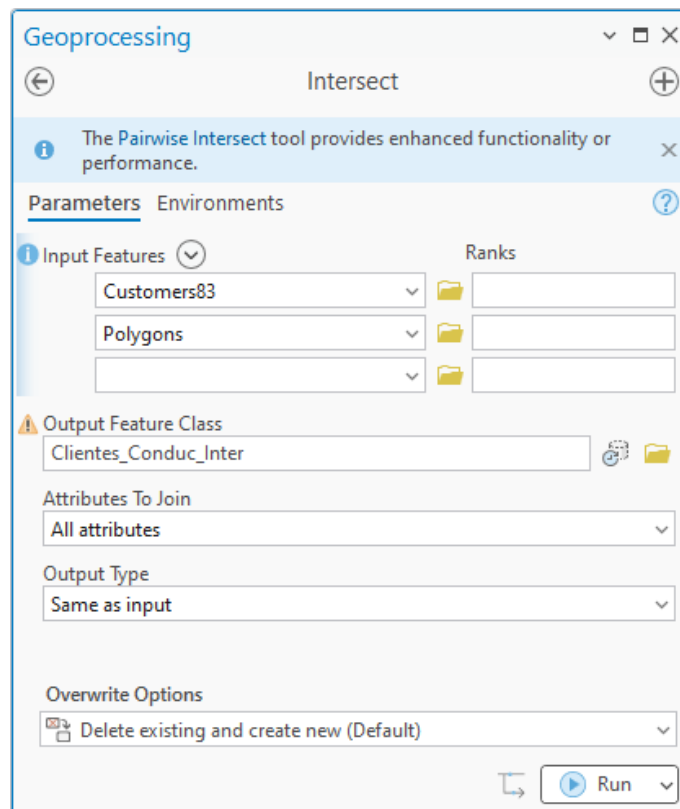 Geoprocessing
Intersect
The Pairwise Intersect tool provides enhanced functionality or
performance.
Parameters Environments
Input Features Ranks
Customers83
Polygons
Output Feature Class
Clientes_Conduc_Inter
Attributes To Join
All attributes
Output Type
Same as input
Overwrite Options
Delete existing and create new (Default)
Run